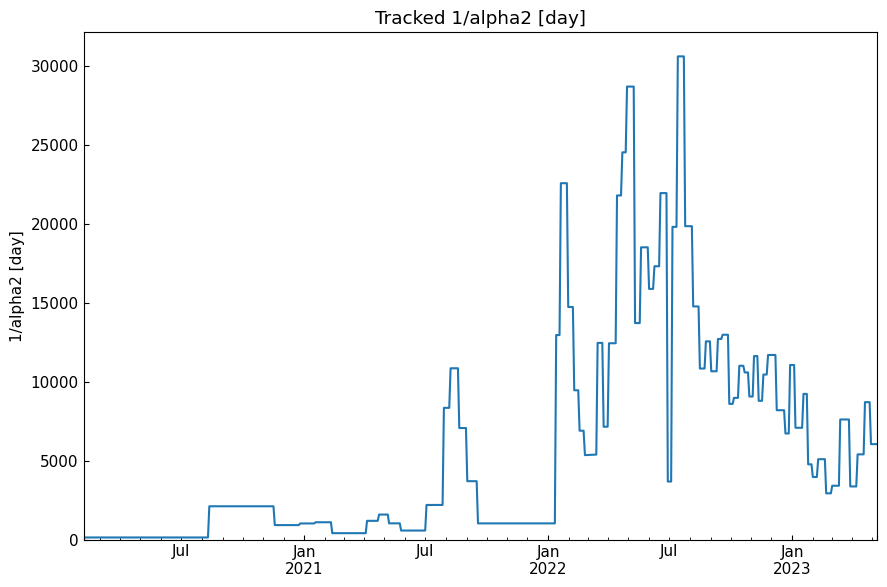 Tracked 1/alpha2 [day]
30000
25000
20000
15000
10000
5000
0
1/alpha2 [day]
Jul
Jan
2021
Jul
Jan
2022
Jul
Jan
2023